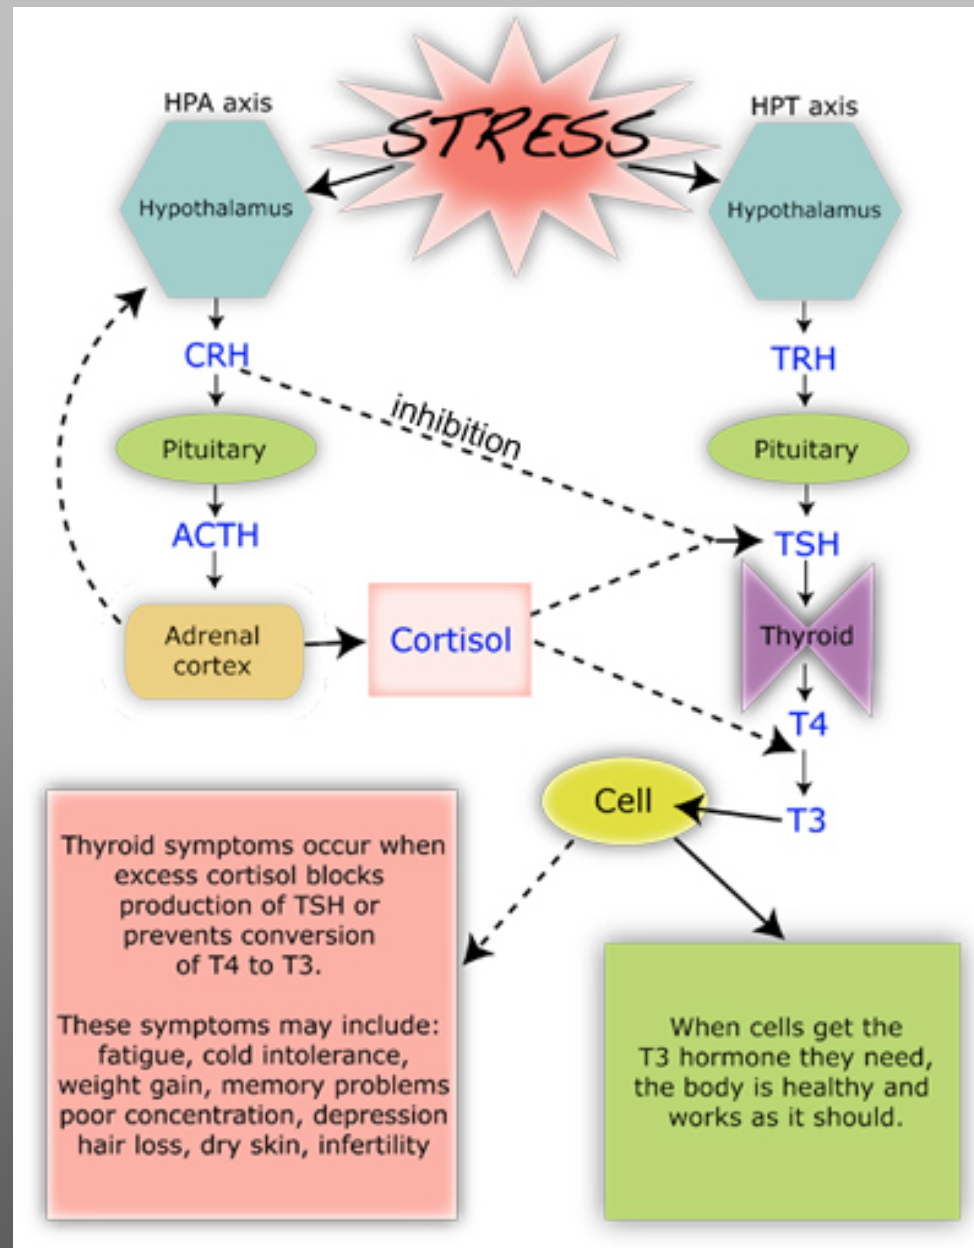 STRESS
HPA axis
Hypothalamus
CRH
Pituitary
ACTH
Adrenal
cortex
Cortisol
inhibition
HPT axis
Hypothalamus
TRH
Pituitary
TSH
Thyroid
T4
T3
Cell
Thyroid symptoms occur when
excess cortisol blocks
production of TSH or
prevents conversion
of T4 to T3.
These symptoms may include:
fatigue, cold intolerance,
weight gain, memory problems
poor concentration, depression
hair loss, dry skin, infertility
When cells get the
T3 hormone they need,
the body is healthy and
works as it should.